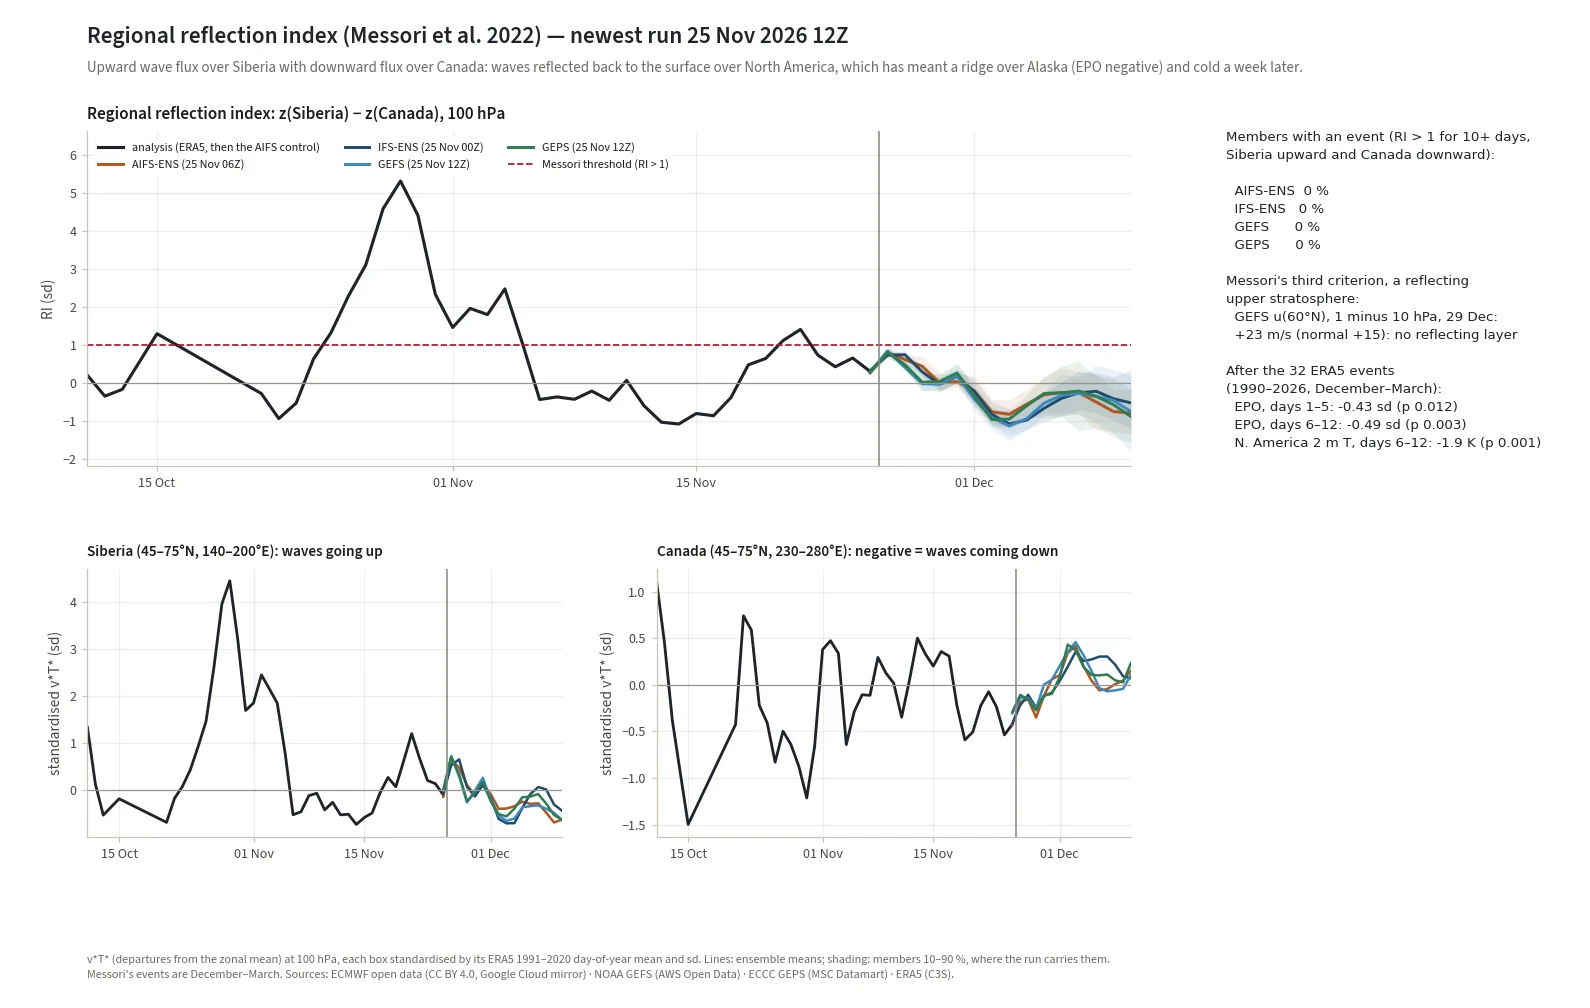 Regional reflection index (Messori et al. 2022) — newest run 25 Nov 2026 12Z
Upward wave flux over Siberia with downward flux over Canada: waves reflected back to the surface over North America, which has meant a ridge over Alaska (EPO negative) and cold a week later.
Regional reflection index: z(Siberia) − z(Canada), 100 hPa
analysis (ERA5, then the AIFS control)
AIFS-ENS (25 Nov 06Z)
IFS-ENS (25 Nov 00Z)
GEFS (25 Nov 12Z)
GEPS (25 Nov 12Z)
Messori threshold (RI > 1)
RI (sd)
6
5
4
3
2
1
0
−1
−2
15 Oct
01 Nov
15 Nov
01 Dec
Members with an event (RI > 1 for 10+ days,
Siberia upward and Canada downward):
AIFS-ENS 0 %
IFS-ENS 0 %
GEFS 0 %
GEPS 0 %
Messori's third criterion, a reflecting
upper stratosphere:
GEFS u(60°N), 1 minus 10 hPa, 29 Dec:
+23 m/s (normal +15): no reflecting layer
After the 32 ERA5 events
(1990–2026, December–March):
EPO, days 1–5: -0.43 sd (p 0.012)
EPO, days 6–12: -0.49 sd (p 0.003)
N. America 2 m T, days 6–12: -1.9 K (p 0.001)
Siberia (45–75°N, 140–200°E): waves going up
standardised v*T* (sd)
4
3
2
1
0
15 Oct
01 Nov
15 Nov
01 Dec
Canada (45–75°N, 230–280°E): negative = waves coming down
standardised v*T* (sd)
1.0
0.5
0.0
−0.5
−1.0
−1.5
15 Oct
01 Nov
15 Nov
01 Dec
v*T* (departures from the zonal mean) at 100 hPa, each box standardised by its ERA5 1991–2020 day-of-year mean and sd. Lines: ensemble means; shading: members 10–90 %, where the run carries them.
Messori's events are December–March. Sources: ECMWF open data (CC BY 4.0, Google Cloud mirror) · NOAA GEFS (AWS Open Data) · ECCC GEPS (MSC Datamart) · ERA5 (C3S).